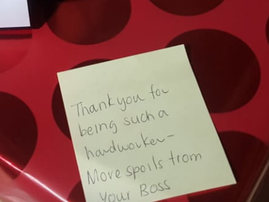 Thank you for
being such a
hardworker-
More spoils from
your Boss